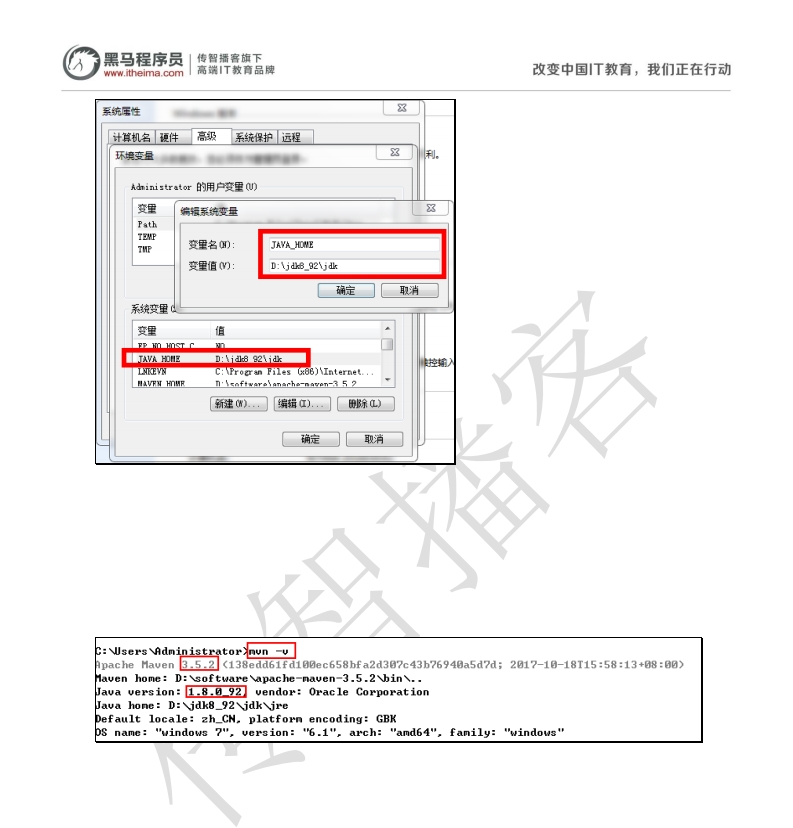 黑马程序员
www.itheima.com
传智播客旗下
高端IT教育品牌
改变中国IT教育，我们正在行动
系统属性
计算机名 硬件 高级 系统保护 远程
环境变量
利。
Administrator 的用户变量(U)
变量
Path
TEMP
TMP
编辑系统变量
变量名(N): JAVA_HOME
变量值(V): D:\jdk8_92\jdk
确定 取消
系统变量(
变量 值
FP_NO_HOST_C... NO
JAVA_HOME D:\jdk8_92\jdk
LNKEVN C:\Program Files (x86)\Internet...
MAVEN_HOME D:\software\apache-maven-3.5.2
新建(W)... 编辑(I)... 删除(L)
确定 取消
触控输入
C:\Users\Administrator>mvn -v
Apache Maven 3.5.2 (138edd61fd100ec658bfa2d307c43b76940a5d7d; 2017-10-18T15:58:13+08:00)
Maven home: D:\software\apache-maven-3.5.2\bin\..
Java version: 1.8.0_92, vendor: Oracle Corporation
Java home: D:\jdk8_92\jdk\jre
Default locale: zh_CN, platform encoding: GBK
OS name: "windows 7", version: "6.1", arch: "amd64", family: "windows"
传智播客